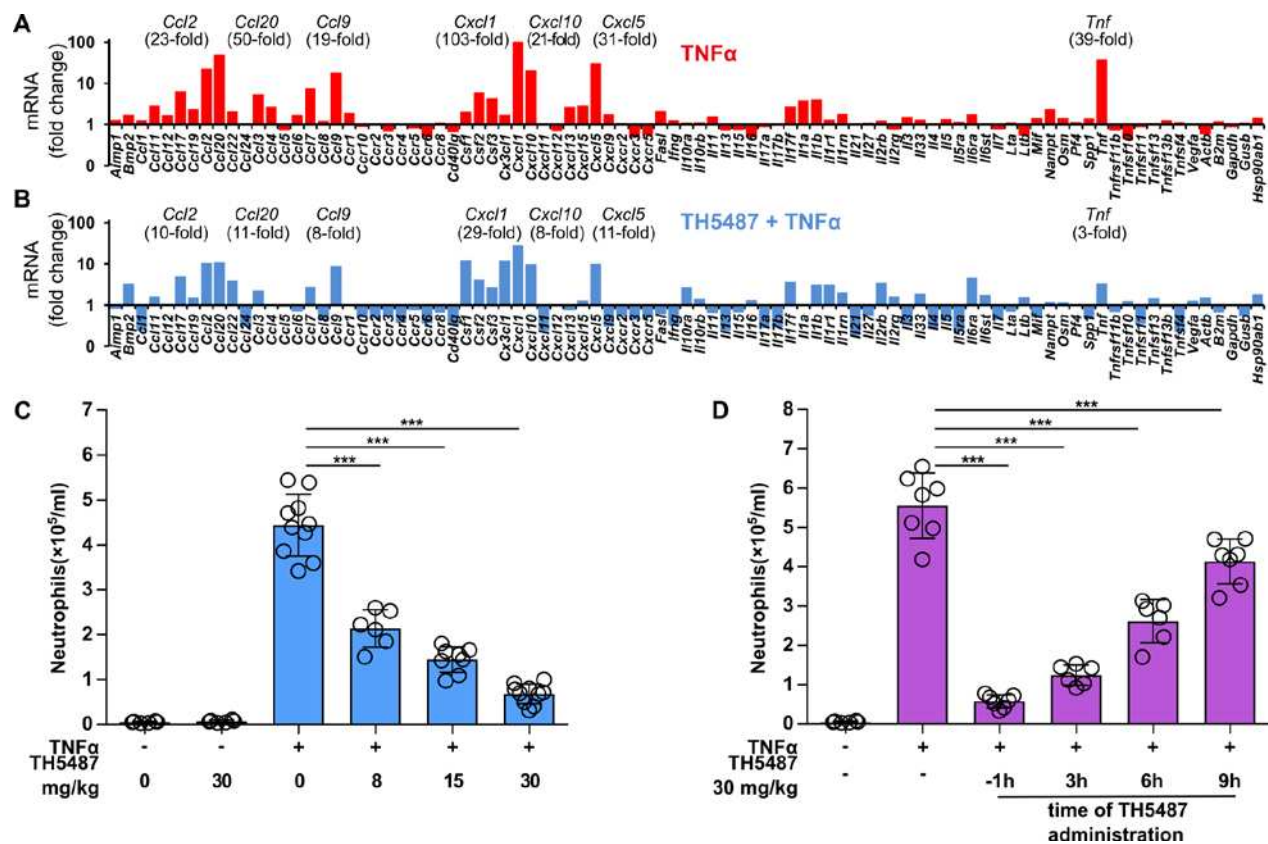 A
Ccl2
(23-fold)
Ccl20
(50-fold)
Ccl9
(19-fold)
Cxcl1
(103-fold)
Cxcl10
(21-fold)
Cxcl5
(31-fold)
TNFα
Tnf
(39-fold)
mRNA
(fold change)
100
10
1
0
Aimp1 Bmp2 Ccl1 Ccl11 Ccl12 Ccl17 Ccl19 Ccl2 Ccl20 Ccl22 Ccl24 Ccl3 Ccl4 Ccl5 Ccl6 Ccl7 Ccl8 Ccl9 Ccr1 Ccr10 Ccr2 Ccr3 Ccr4 Ccr5 Ccr6 Ccr8 Cd40lg Csf1 Csf2 Csf3 Cx3cl1 Cxcl1 Cxcl10 Cxcl11 Cxcl12 Cxcl13 Cxcl15 Cxcl5 Cxcl9 Cxcr2 Cxcr3 Cxcr5 Fasl Ifng Il10ra Il10rb Il11 Il13 Il15 Il16 Il17a Il17b Il17f Il1a Il1b Il1r1 Il1rn Il21 Il27 Il2rb Il2rg Il3 Il33 Il4 Il5 Il5ra Il6ra Il6st Il7 Lta Ltb Mif Nampt Osm Pf4 Spp1 Tnf Tnfrsf11b Tnfsf10 Tnfsf11 Tnfsf13 Tnfsf13b Tnfsf4 Vegfa Actb B2m Gapdh Gusb Hsp90ab1
B
Ccl2
(10-fold)
Ccl20
(11-fold)
Ccl9
(8-fold)
Cxcl1
(29-fold)
Cxcl10
(8-fold)
Cxcl5
(11-fold)
TH5487 + TNFα
Tnf
(3-fold)
mRNA
(fold change)
100
10
1
0
Aimp1 Bmp2 Ccl1 Ccl11 Ccl12 Ccl17 Ccl19 Ccl2 Ccl20 Ccl22 Ccl24 Ccl3 Ccl4 Ccl5 Ccl6 Ccl7 Ccl8 Ccl9 Ccr1 Ccr10 Ccr2 Ccr3 Ccr4 Ccr5 Ccr6 Ccr8 Cd40lg Csf1 Csf2 Csf3 Cx3cl1 Cxcl1 Cxcl10 Cxcl11 Cxcl12 Cxcl13 Cxcl15 Cxcl5 Cxcl9 Cxcr2 Cxcr3 Cxcr5 Fasl Ifng Il10ra Il10rb Il11 Il13 Il15 Il16 Il17a Il17b Il17f Il1a Il1b Il1r1 Il1rn Il21 Il27 Il2rb Il2rg Il3 Il33 Il4 Il5 Il5ra Il6ra Il6st Il7 Lta Ltb Mif Nampt Osm Pf4 Spp1 Tnf Tnfrsf11b Tnfsf10 Tnfsf11 Tnfsf13 Tnfsf13b Tnfsf4 Vegfa Actb B2m Gapdh Gusb Hsp90ab1
C
Neutrophils(×10⁵/ml)
7
6
5
4
3
2
1
0
***
***
***
TNFα - - + + + +
TH5487
mg/kg 0 30 0 8 15 30
D
Neutrophils(×10⁵/ml)
8
7
6
5
4
3
2
1
0
***
***
***
***
TNFα - + + + + +
TH5487
30 mg/kg - - -1h 3h 6h 9h
time of TH5487
administration